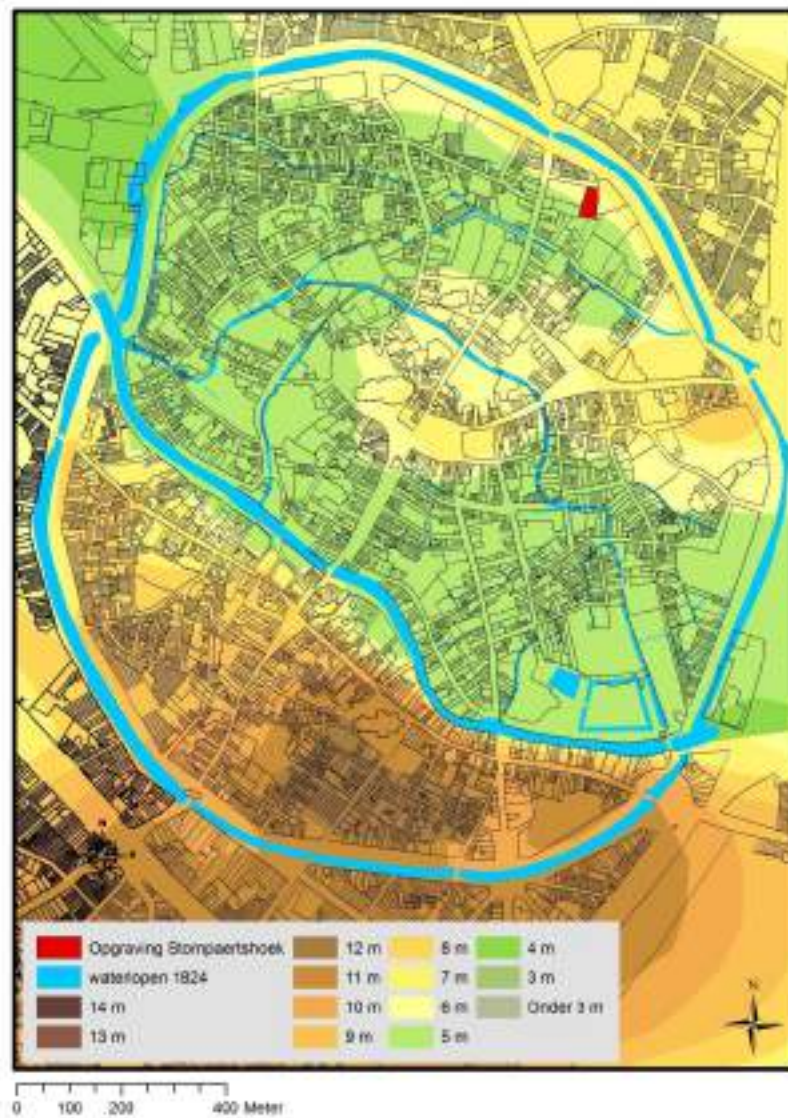 N
Opgraving Stompaertshoek
waterlopen 1824
14 m
13 m
12 m
11 m
10 m
9 m
8 m
7 m
6 m
5 m
4 m
3 m
Onder 3 m
0 100 200 400 Meter